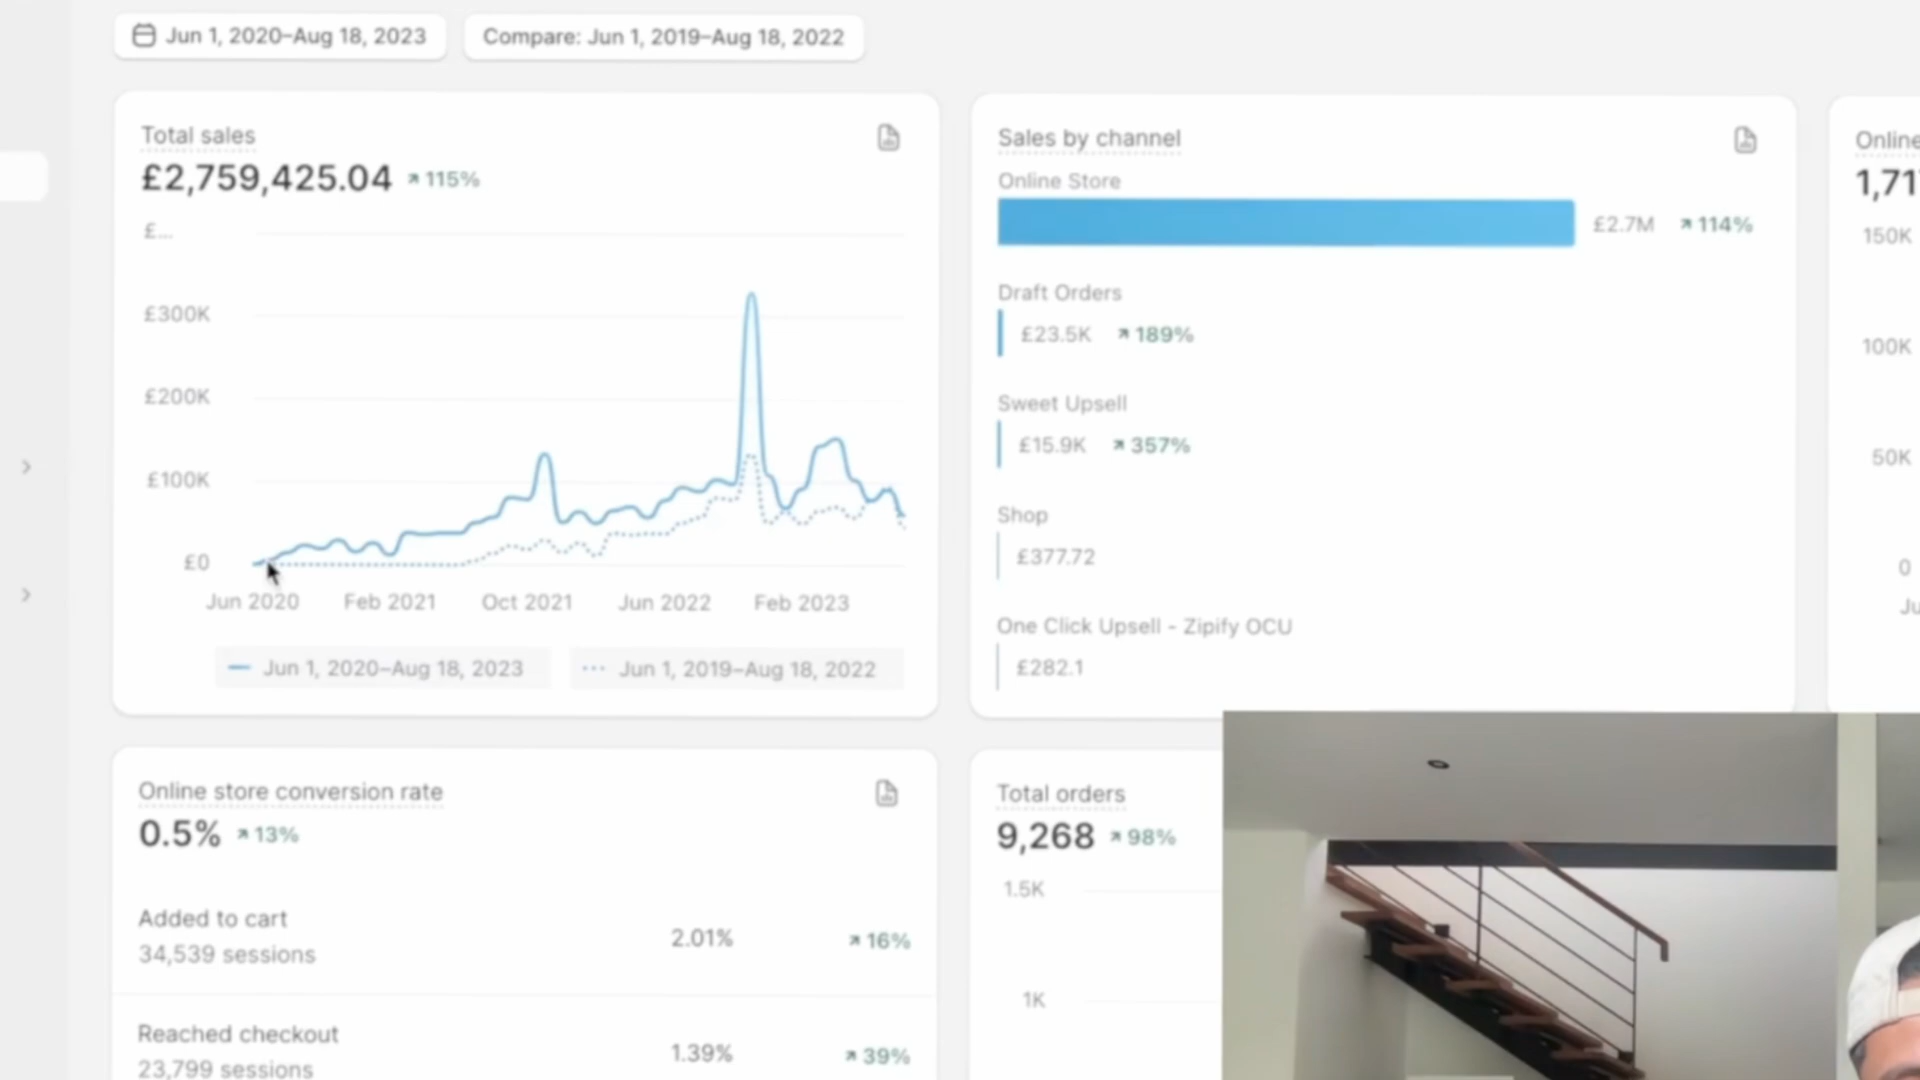 Jun 1, 2020–Aug 18, 2023
Compare: Jun 1, 2019–Aug 18, 2022
Total sales
£2,759,425.04 115%
£...
£300K
£200K
£100K
£0
Jun 2020 Feb 2021 Oct 2021 Jun 2022 Feb 2023
Jun 1, 2020–Aug 18, 2023
Jun 1, 2019–Aug 18, 2022
Sales by channel
Online Store
£2.7M 114%
Draft Orders
£23.5K 189%
Sweet Upsell
£15.9K 357%
Shop
£377.72
One Click Upsell - Zipify OCU
£282.1
Online
1,71
150K
100K
50K
0
Ju
Online store conversion rate
0.5% 13%
Added to cart
34,539 sessions
2.01% 16%
Reached checkout
23,799 sessions
1.39% 39%
Total orders
9,268 98%
1.5K
1K